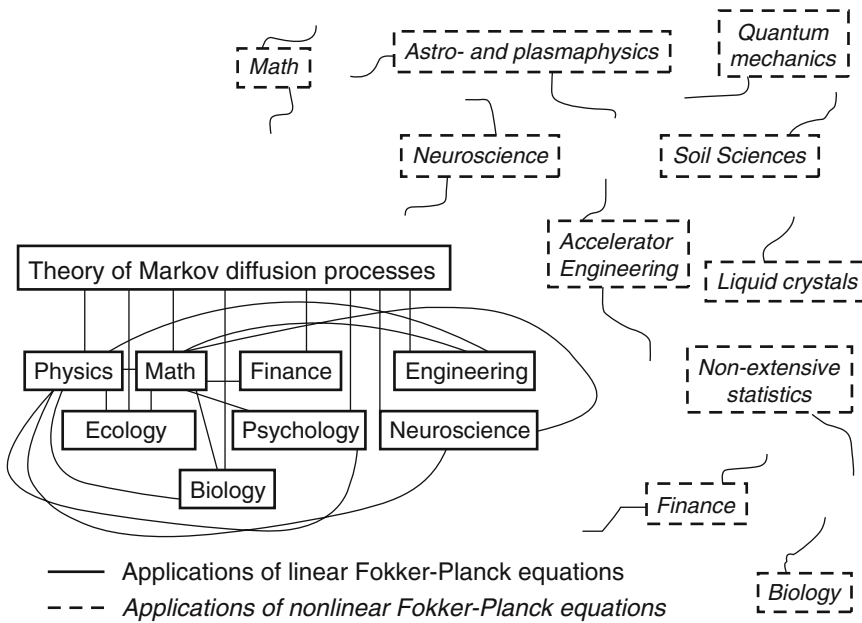 Math
Astro- and plasmaphysics
Quantum
mechanics
Neuroscience
Soil Sciences
Accelerator
Engineering
Liquid crystals
Theory of Markov diffusion processes
Physics
Math
Finance
Engineering
Non-extensive
statistics
Ecology
Psychology
Neuroscience
Biology
Finance
Biology
Applications of linear Fokker-Planck equations
Applications of nonlinear Fokker-Planck equations